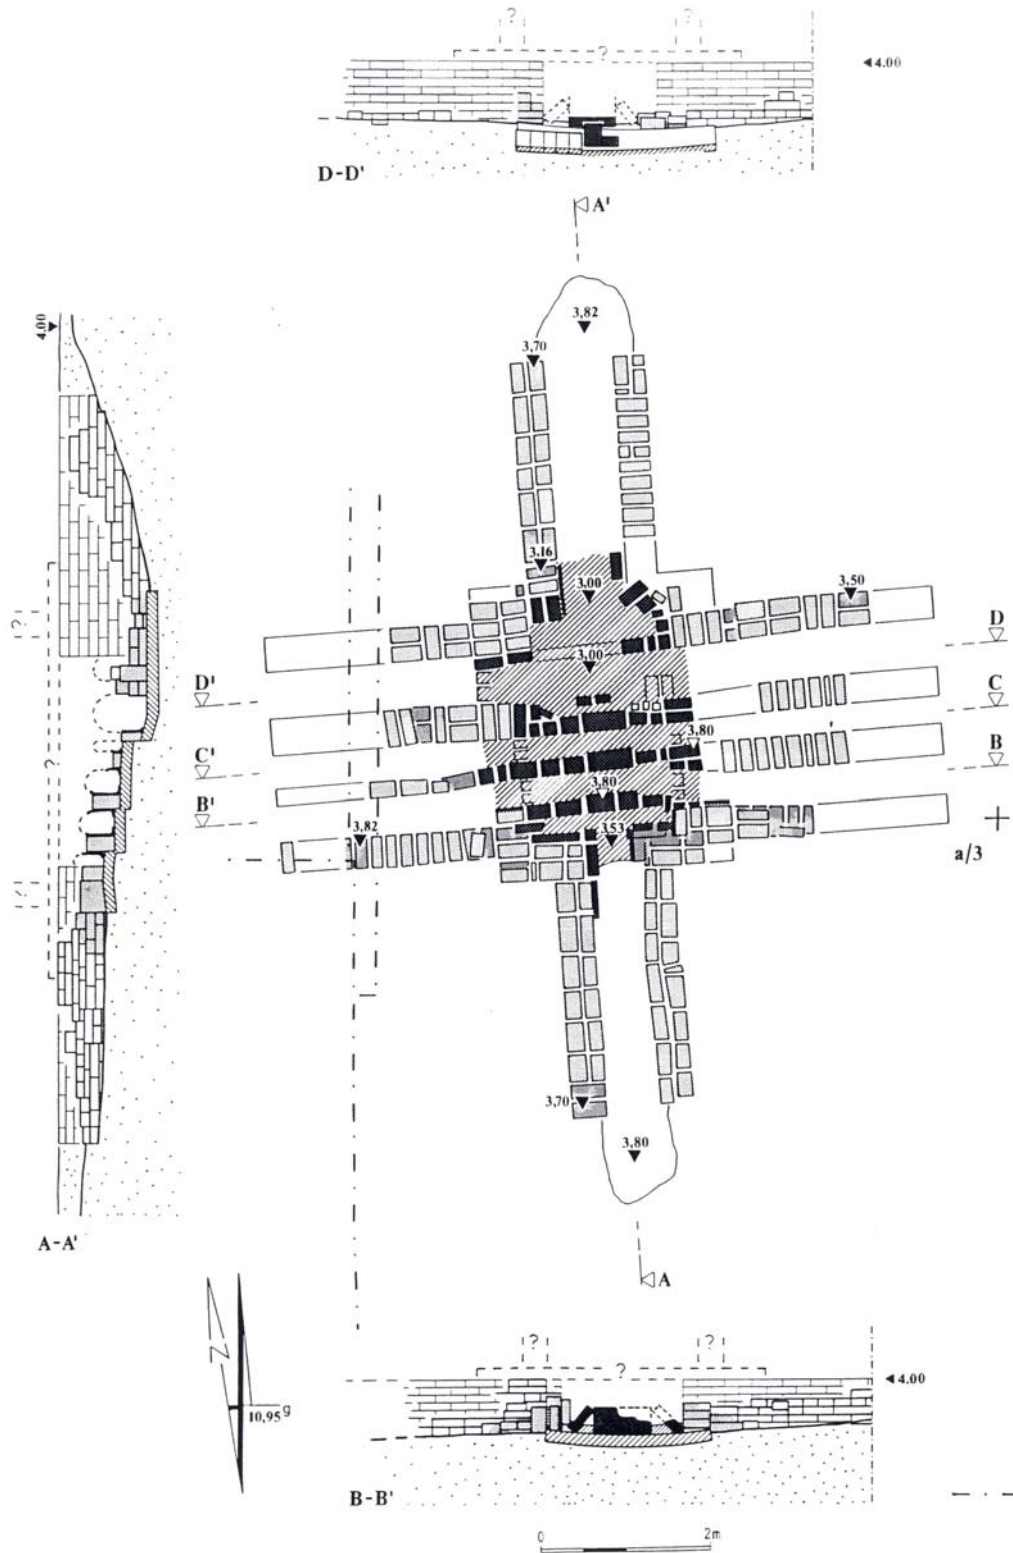 ? ?
?
4.00
D-D'
A'
4.00
3,82
3,70
3,16
3,00
3,50
D
3,00
?
D'
C
3,80
C'
B
?
3,80
B'
3,82
3,53
a/3
?
3,70
3,80
A-A'
A
N
? ?
?
4.00
10,95 g
B-B'
0 2m